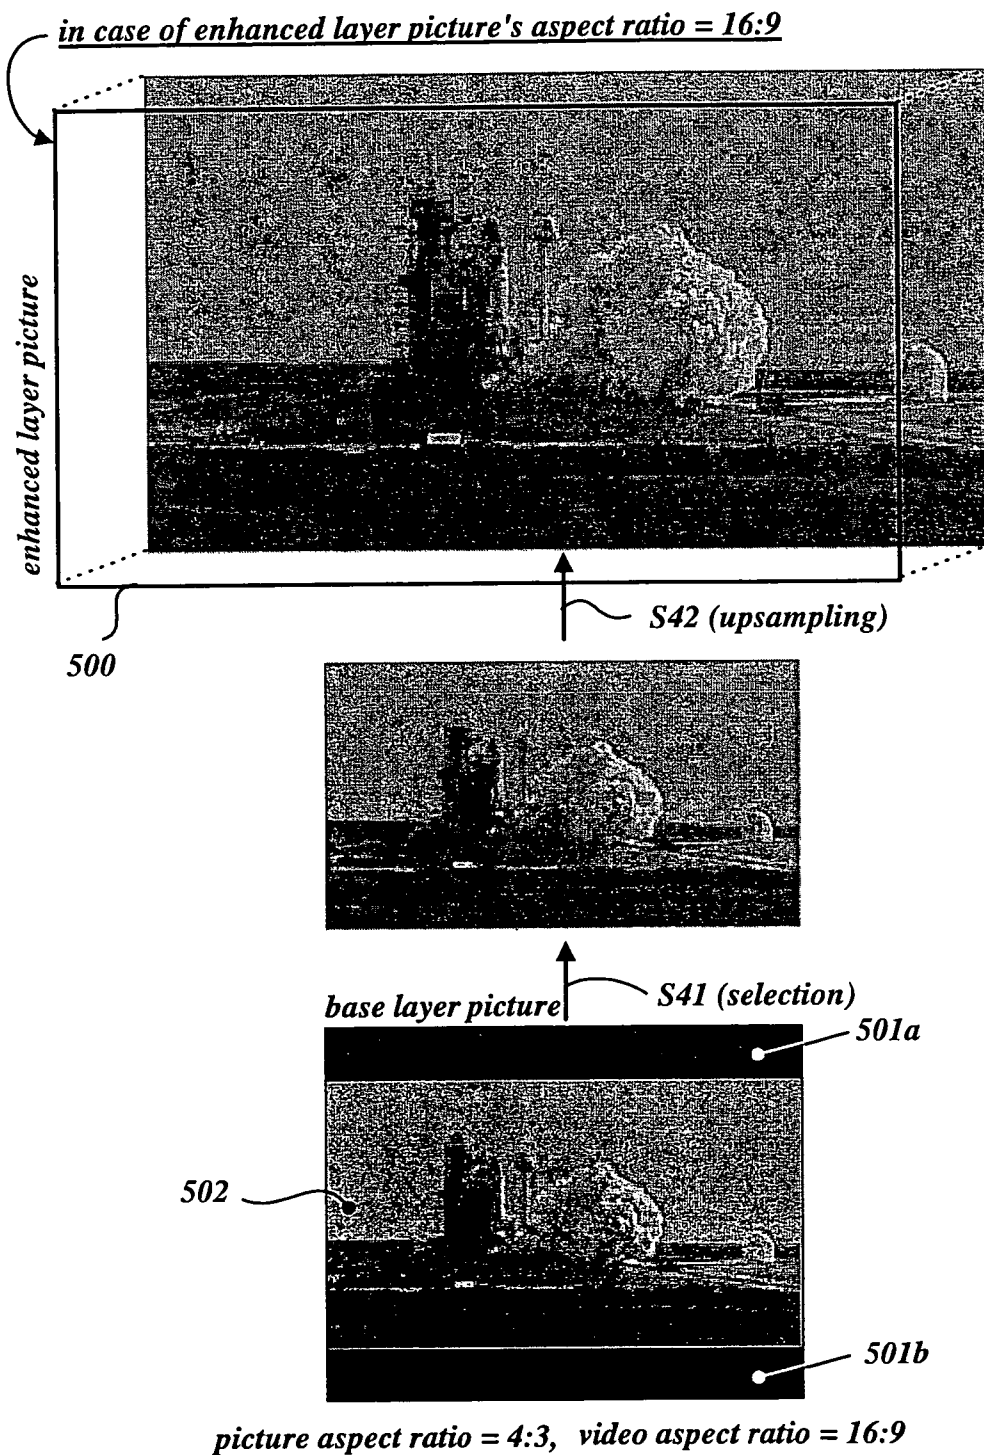 in case of enhanced layer picture's aspect ratio = 16:9
enhanced layer picture
500
S42 (upsampling)
S41 (selection)
base layer picture
501a
502
501b
picture aspect ratio = 4:3, video aspect ratio = 16:9